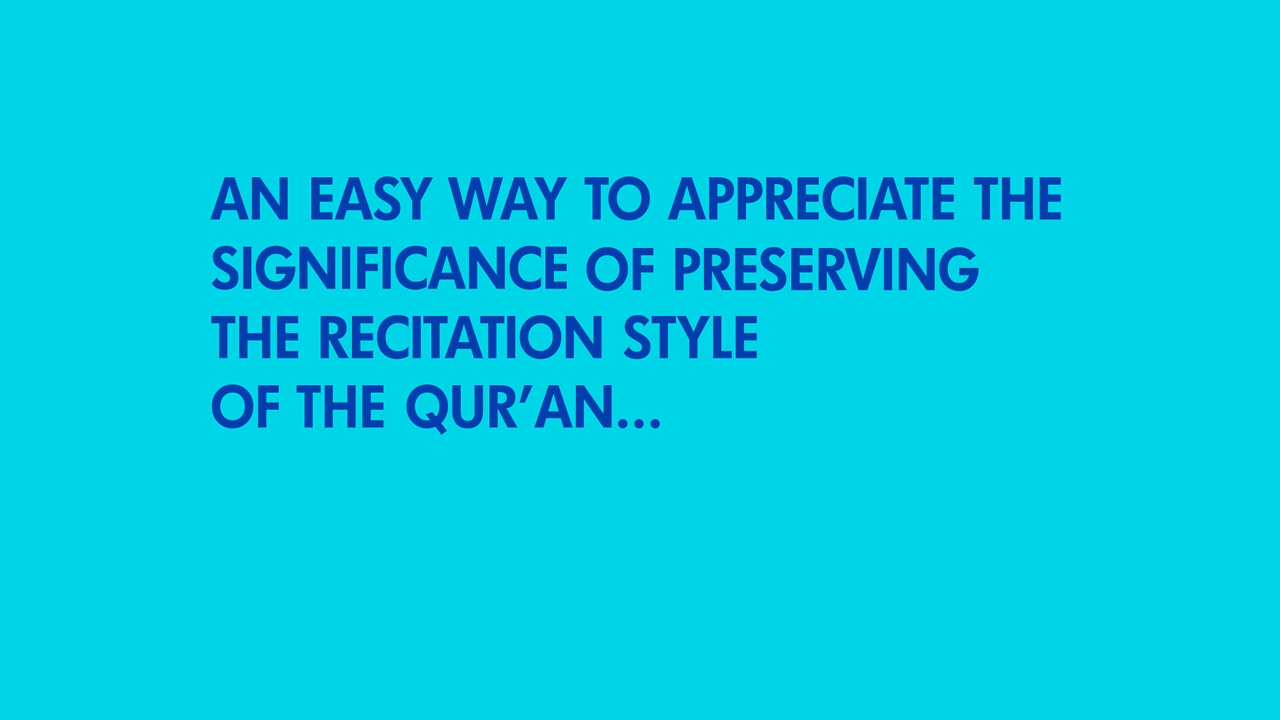 AN EASY WAY TO APPRECIATE THE
SIGNIFICANCE OF PRESERVING
THE RECITATION STYLE
OF THE QUR’AN...